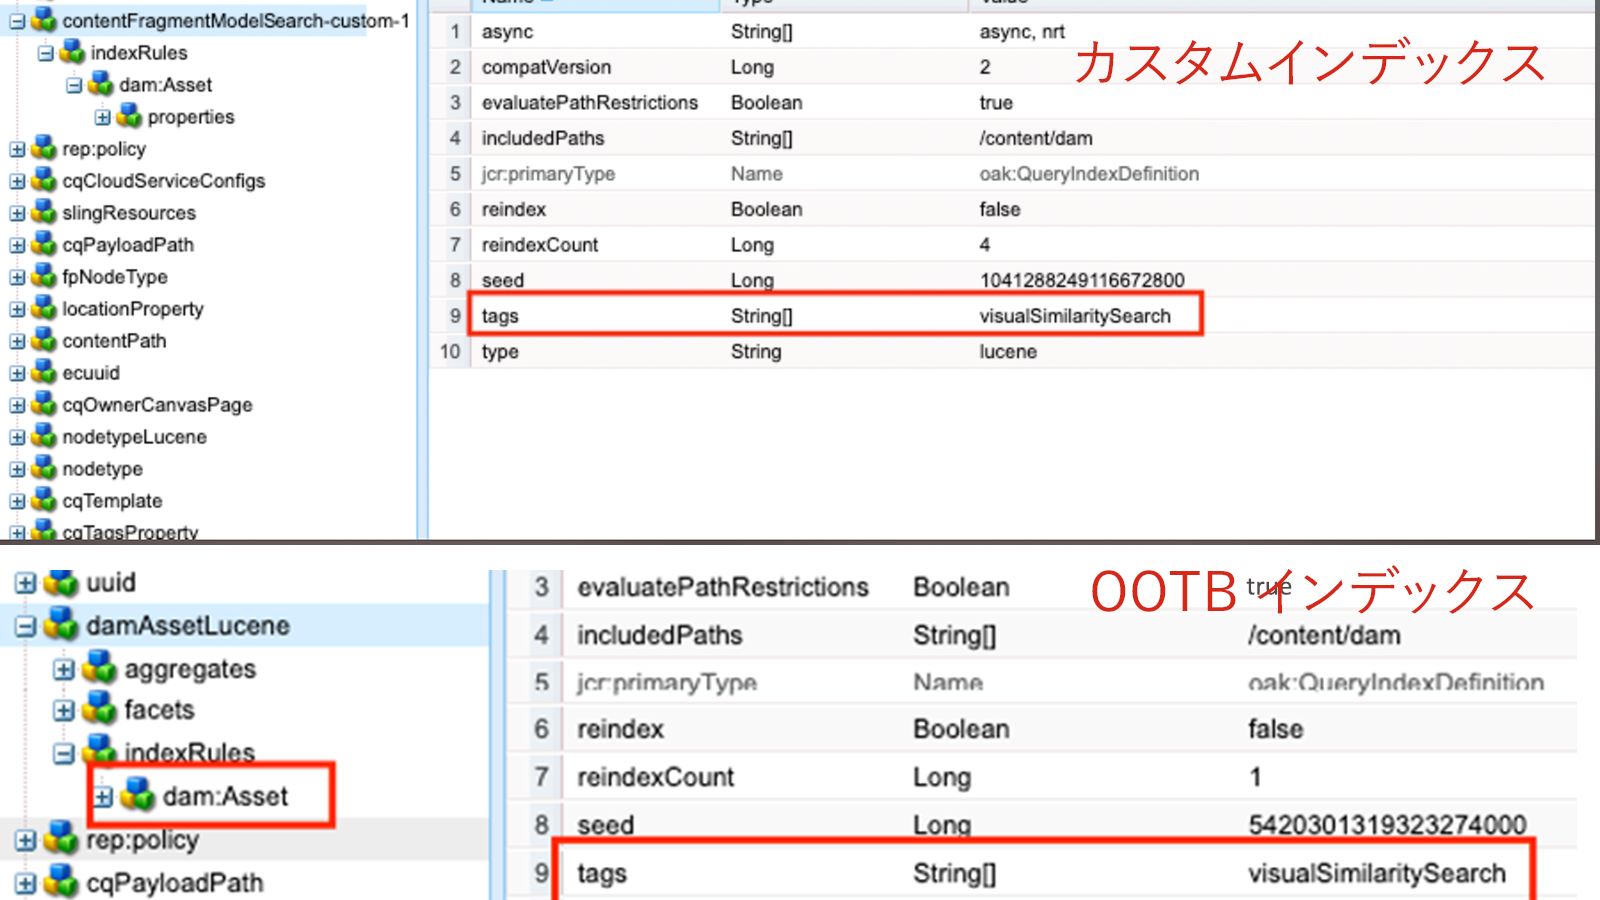 Name Type Value
contentFragmentModelSearch-custom-1
indexRules
dam:Asset
properties
rep:policy
cqCloudServiceConfigs
slingResources
cqPayloadPath
fpNodeType
locationProperty
contentPath
ecuuid
cqOwnerCanvasPage
nodetypeLucene
nodetype
cqTemplate
cqTagsProperty
1 async String[] async, nrt
2 compatVersion Long 2
3 evaluatePathRestrictions Boolean true
4 includedPaths String[] /content/dam
5 jcr:primaryType Name oak:QueryIndexDefinition
6 reindex Boolean false
7 reindexCount Long 4
8 seed Long 1041288249116672800
9 tags String[] visualSimilaritySearch
10 type String lucene
カスタムインデックス
uuid
damAssetLucene
aggregates
facets
indexRules
dam:Asset
rep:policy
cqPayloadPath
3 evaluatePathRestrictions Boolean true
4 includedPaths String[] /content/dam
5 jcr:primaryType Name oak:QueryIndexDefinition
6 reindex Boolean false
7 reindexCount Long 1
8 seed Long 5420301319323274000
9 tags String[] visualSimilaritySearch
OOTB インデックス